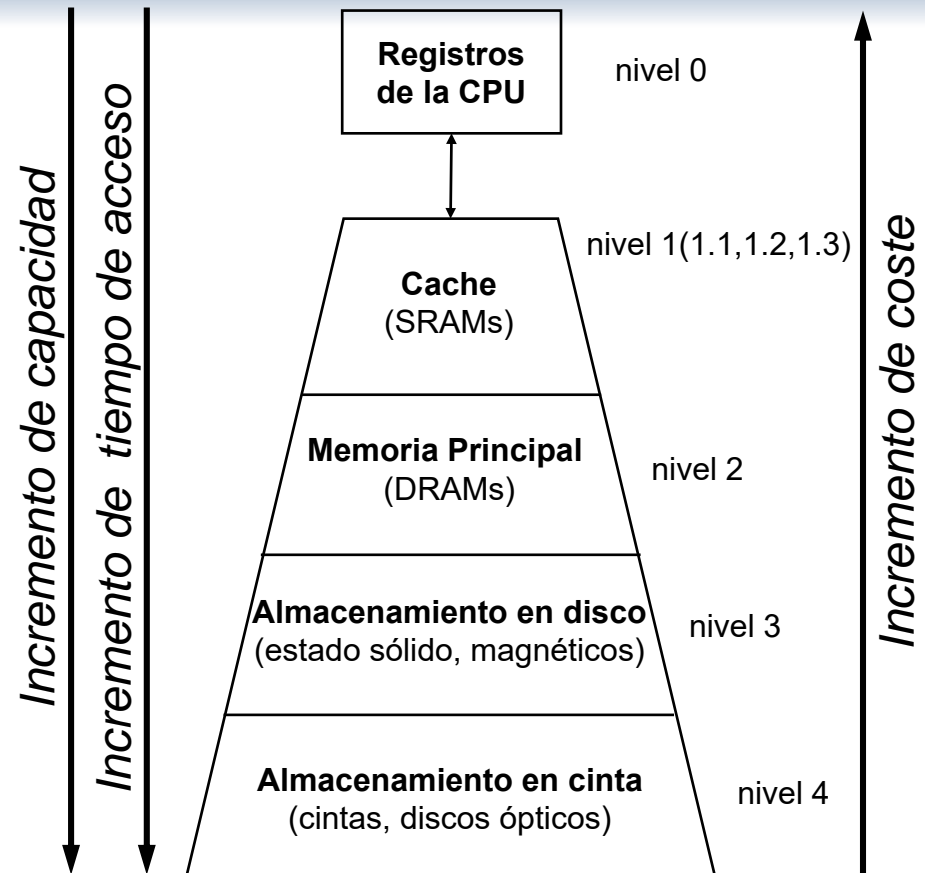 Incremento de capacidad
Incremento de tiempo de acceso
Registros
de la CPU
nivel 0
nivel 1(1.1,1.2,1.3)
Cache
(SRAMs)
Memoria Principal
(DRAMs)
nivel 2
Almacenamiento en disco
(estado sólido, magnéticos)
nivel 3
Almacenamiento en cinta
(cintas, discos ópticos)
nivel 4
Incremento de coste